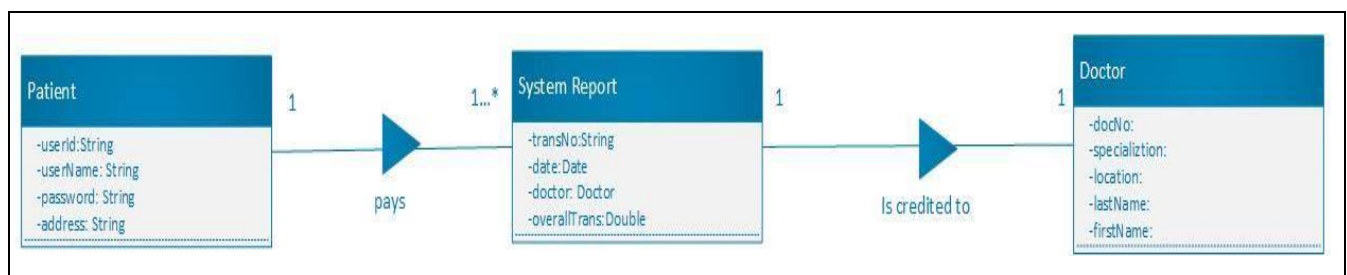 Patient
-userId:String
-userName: String
-password: String
-address: String
1
pays
1...*
System Report
-transNo:String
-date:Date
-doctor: Doctor
-overallTrans:Double
1
Is credited to
1
Doctor
-docNo:
-specializtion:
-location:
-lastName:
-firstName: